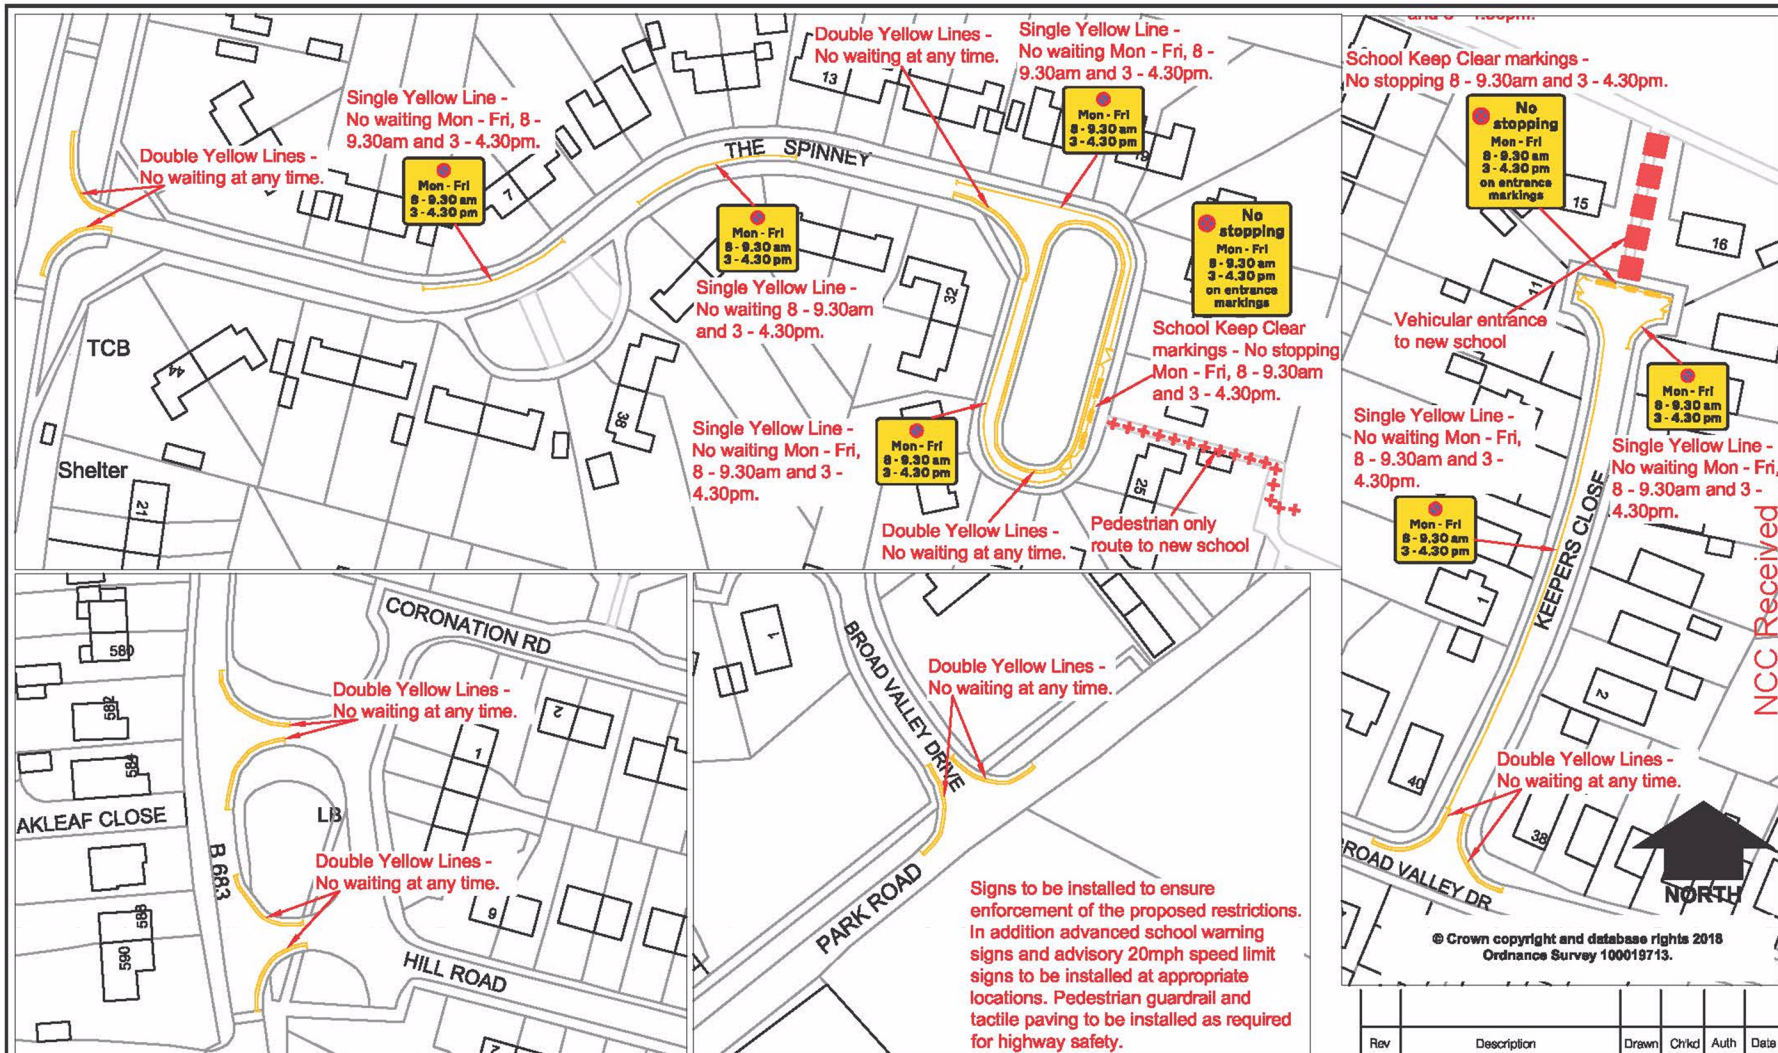 Double Yellow Lines -
No waiting at any time.
Single Yellow Line -
No waiting Mon - Fri, 8 -
9.30am and 3 - 4.30pm.
Mon - Fri
8 - 9.30 am
3 - 4.30 pm
7
13
THE SPINNEY
Double Yellow Lines -
No waiting at any time.
Single Yellow Line -
No waiting Mon - Fri, 8 -
9.30am and 3 - 4.30pm.
Mon - Fri
8 - 9.30 am
3 - 4.30 pm
19
Mon - Fri
8 - 9.30 am
3 - 4.30 pm
Single Yellow Line -
No waiting 8 - 9.30am
and 3 - 4.30pm.
32
No
stopping
Mon - Fri
8 - 9.30 am
3 - 4.30 pm
on entrance
markings
School Keep Clear
markings - No stopping
Mon - Fri, 8 - 9.30am
and 3 - 4.30pm.
TCB
44
38
Shelter
21
Single Yellow Line -
No waiting Mon - Fri,
8 - 9.30am and 3 -
4.30pm.
Mon - Fri
8 - 9.30 am
3 - 4.30 pm
Double Yellow Lines -
No waiting at any time.
25
Pedestrian only
route to new school
and 3 - 4.30pm.
School Keep Clear markings -
No stopping 8 - 9.30am and 3 - 4.30pm.
No
stopping
Mon - Fri
8 - 9.30 am
3 - 4.30 pm
on entrance
markings
15
16
11
Vehicular entrance
to new school
Mon - Fri
8 - 9.30 am
3 - 4.30 pm
Single Yellow Line -
No waiting Mon - Fri,
8 - 9.30am and 3 -
4.30pm.
Single Yellow Line -
No waiting Mon - Fri,
8 - 9.30am and 3 -
4.30pm.
Mon - Fri
8 - 9.30 am
3 - 4.30 pm
KEEPERS CLOSE
NCC Received
1
2
40
38
Double Yellow Lines -
No waiting at any time.
BROAD VALLEY DR
NORTH
© Crown copyright and database rights 2018
Ordnance Survey 100019713.
Rev Description Drawn Ch'kd Auth Date
580
582
584
588
590
AKLEAF CLOSE
B 683
CORONATION RD
Double Yellow Lines -
No waiting at any time.
2
1
LB
Double Yellow Lines -
No waiting at any time.
6
HILL ROAD
2
1
BROAD VALLEY DRIVE
Double Yellow Lines -
No waiting at any time.
PARK ROAD
Signs to be installed to ensure
enforcement of the proposed restrictions.
In addition advanced school warning
signs and advisory 20mph speed limit
signs to be installed at appropriate
locations. Pedestrian guardrail and
tactile paving to be installed as required
for highway safety.